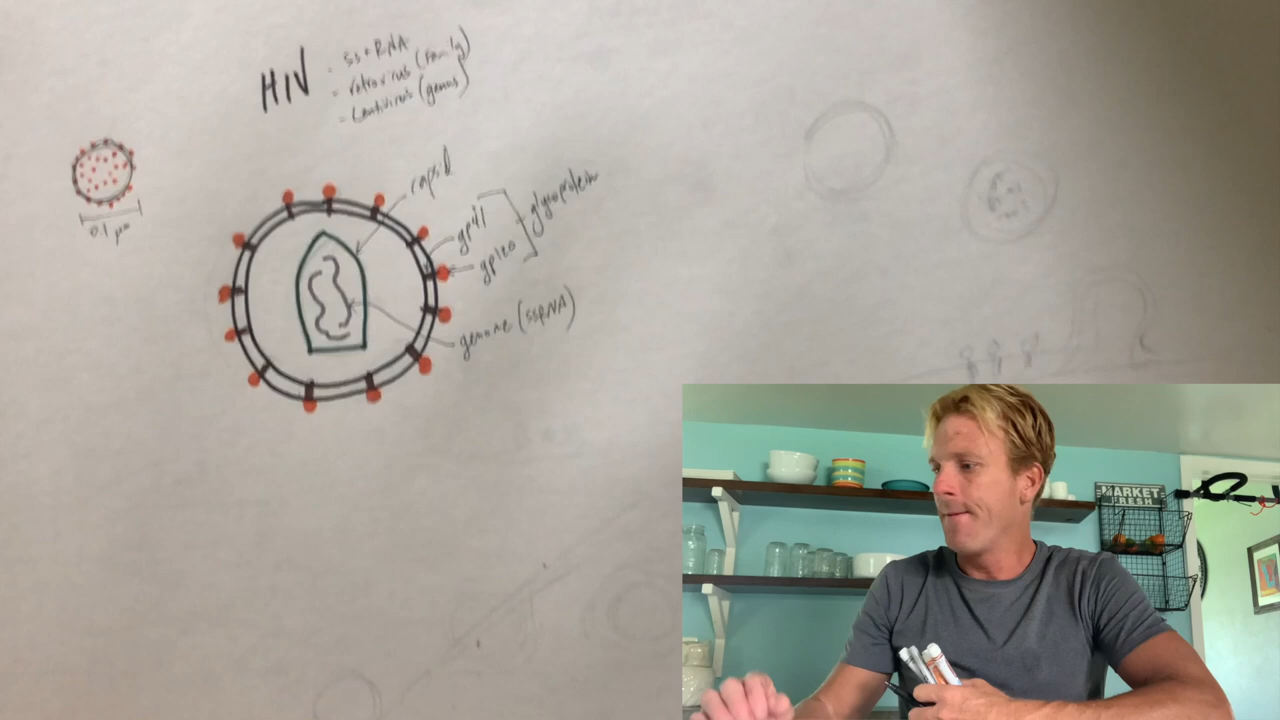 HIV
- ss+RNA
= retrovirus (Family)
= Lentivirus (genus)
0.1 µm
capsid
gp41
gp120
glycoprotein
genome (ssRNA)
MARKET
FRESH